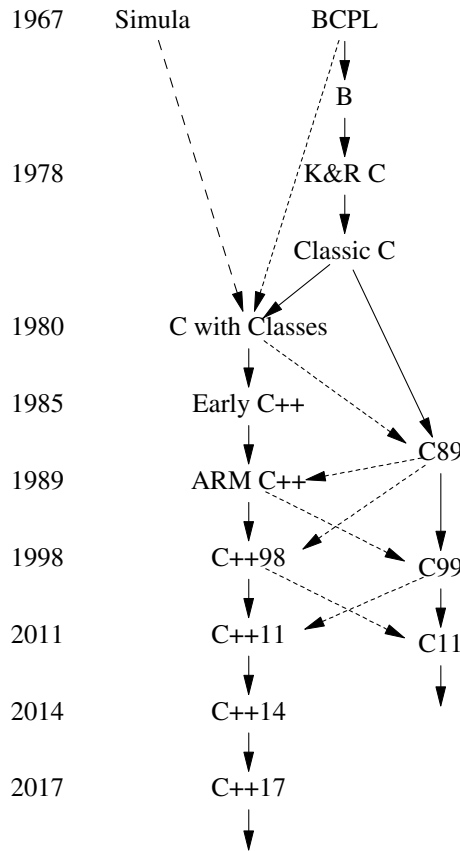 1967 Simula BCPL
B
1978 K&R C
Classic C
1980 C with Classes
1985 Early C++
C89
1989 ARM C++
1998 C++98
C99
2011 C++11
C11
2014 C++14
2017 C++17